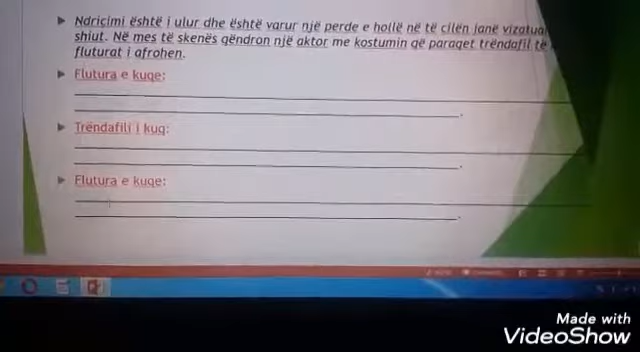 Ndriçimi është i ulur dhe është varur një perde e hollë në të cilën janë
shiut. Në mes të skenës qëndron një aktor me kostumin që paraqet trëndafil të
fluturat i afrohen.
Flutura e kuqe:
Trëndafili i kuq:
Flutura e kuqe:
Made with
VideoShow